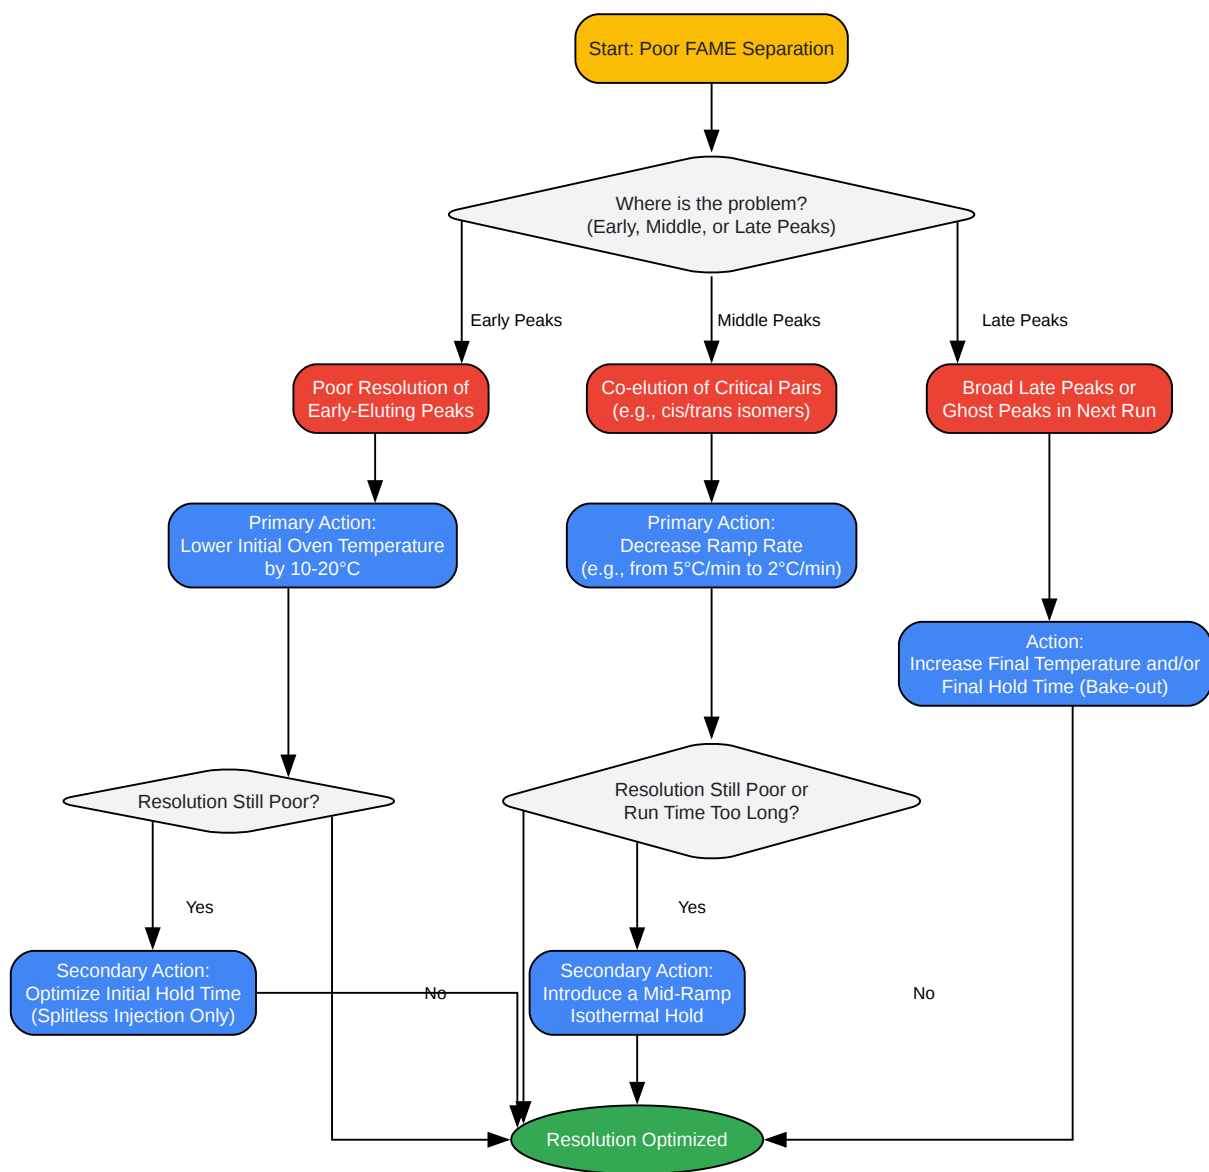 Start: Poor FAME Separation
Where is the problem?
(Early, Middle, or Late Peaks)
Early Peaks
Middle Peaks
Late Peaks
Poor Resolution of
Early-Eluting Peaks
Co-elution of Critical Pairs
(e.g., cis/trans isomers)
Broad Late Peaks or
Ghost Peaks in Next Run
Primary Action:
Lower Initial Oven Temperature
by 10-20°C
Primary Action:
Decrease Ramp Rate
(e.g., from 5°C/min to 2°C/min)
Action:
Increase Final Temperature and/or
Final Hold Time (Bake-out)
Resolution Still Poor?
Resolution Still Poor or
Run Time Too Long?
Yes
Yes
Secondary Action:
Optimize Initial Hold Time
(Splitless Injection Only)
No
Secondary Action:
Introduce a Mid-Ramp
Isothermal Hold
No
Resolution Optimized